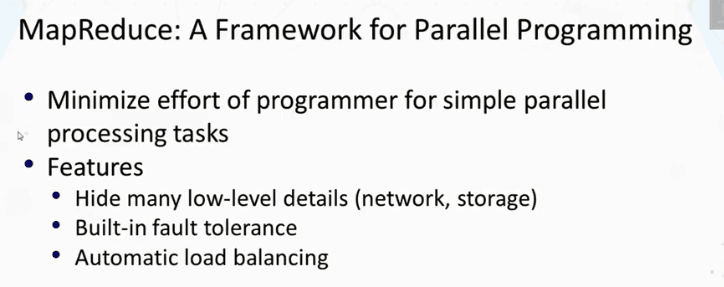 MapReduce: A Framework for Parallel Programming
• Minimize effort of programmer for simple parallel
processing tasks
• Features
• Hide many low-level details (network, storage)
• Built-in fault tolerance
• Automatic load balancing